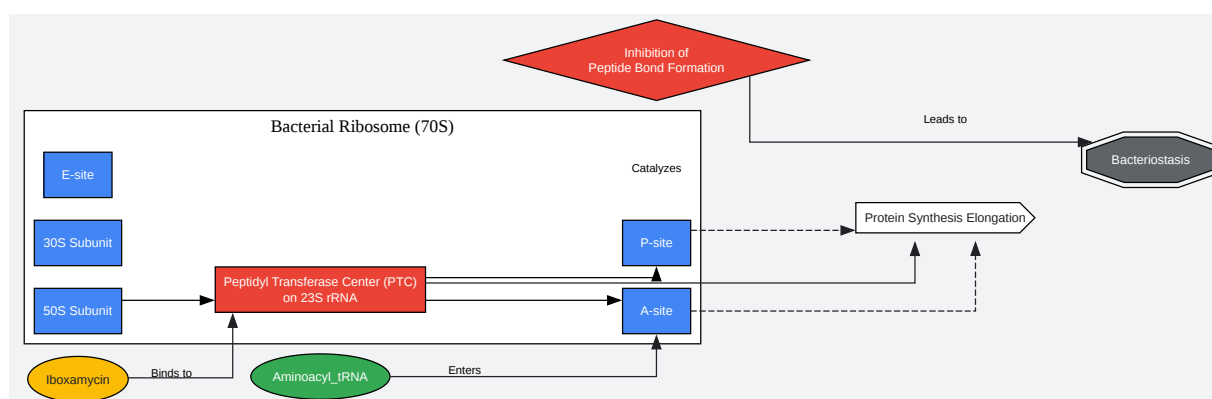 Inhibition of
Peptide Bond Formation
Leads to
Bacteriostasis
Bacterial Ribosome (70S)
E-site
Catalyzes
30S Subunit
P-site
Protein Synthesis Elongation
Peptidyl Transferase Center (PTC)
on 23S rRNA
50S Subunit
A-site
Iboxamycin
Binds to
Aminoacyl_tRNA
Enters